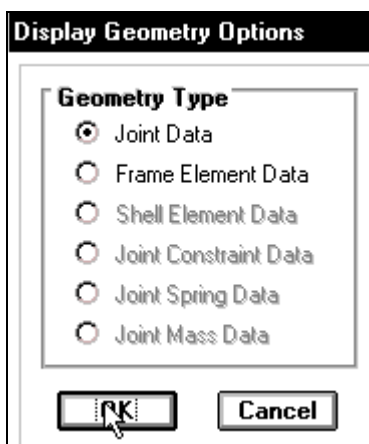 Display Geometry Options
Geometry Type
Joint Data
Frame Element Data
Shell Element Data
Joint Constraint Data
Joint Spring Data
Joint Mass Data
OK Cancel